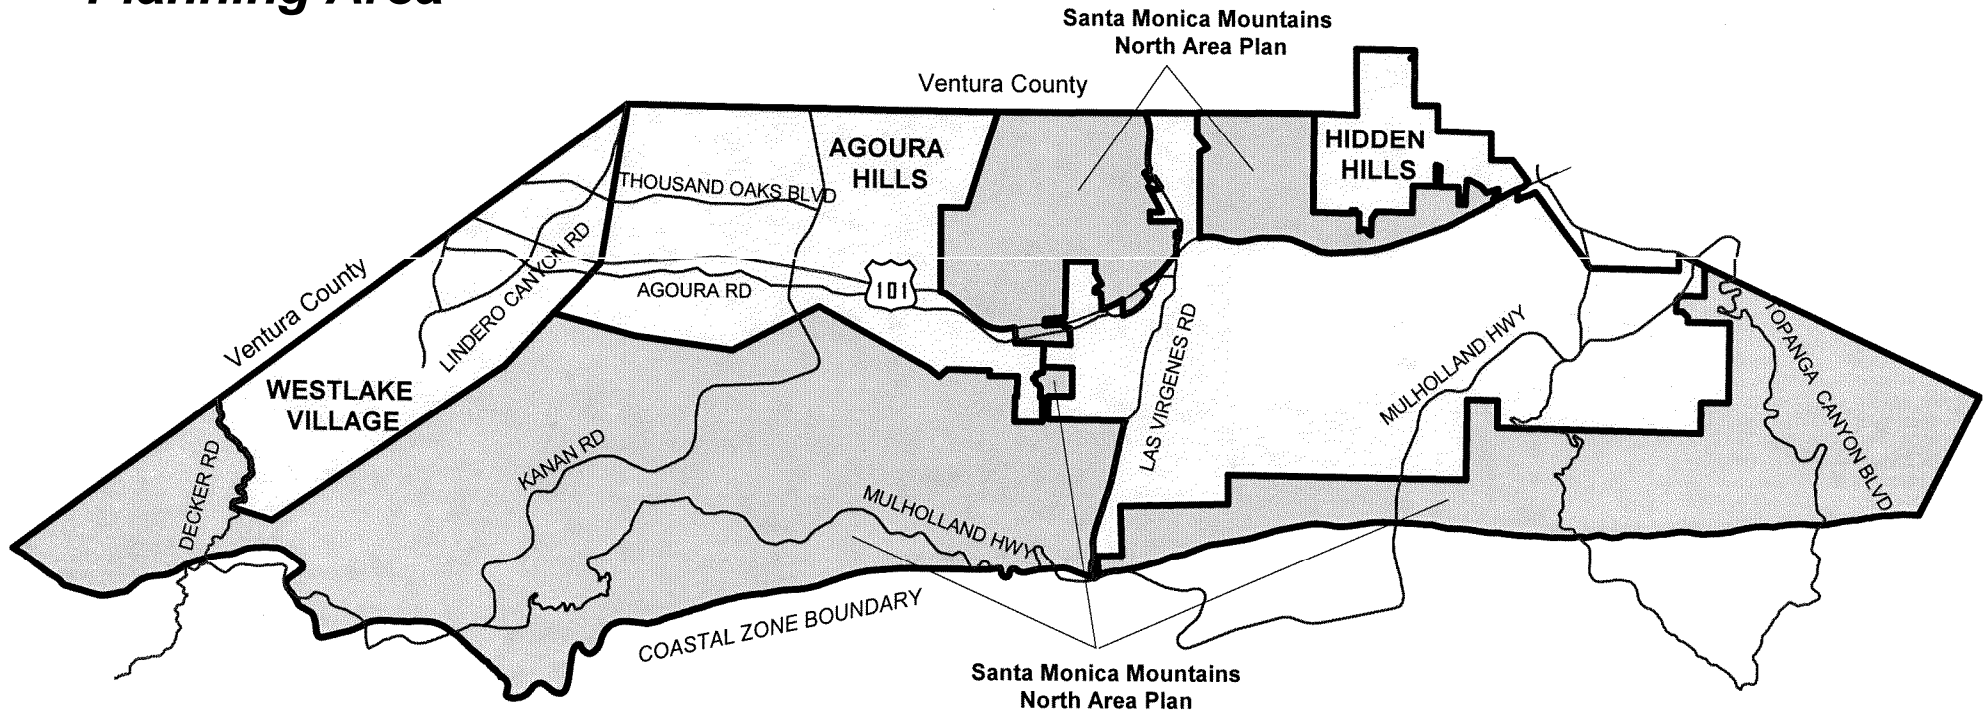 Planning Area
Santa Monica Mountains
North Area Plan
Ventura County
AGOURA
HILLS
HIDDEN
HILLS
THOUSAND OAKS BLVD
LINDERO CANYON RD
AGOURA RD
101
Ventura County
WESTLAKE
VILLAGE
DECKER RD
KANAN RD
MULHOLLAND HWY
LAS VIRGENES RD
MULHOLLAND HWY
TOPANGA CANYON BLVD
COASTAL ZONE BOUNDARY
Santa Monica Mountains
North Area Plan